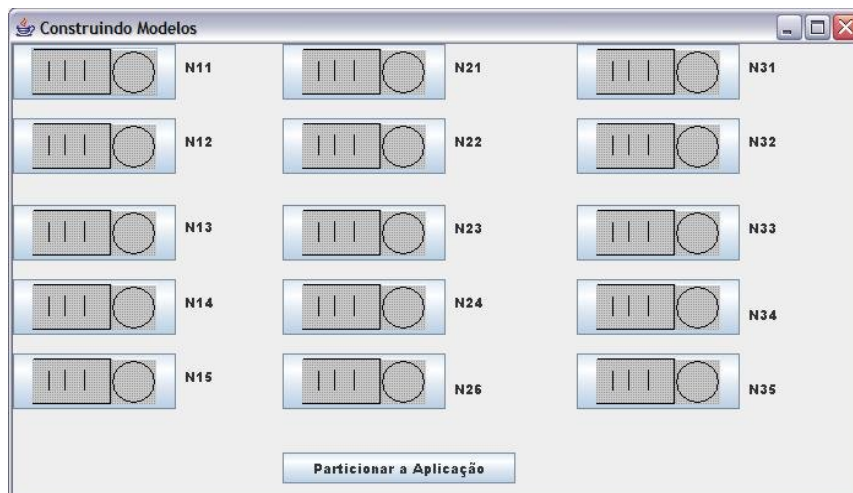 Construindo Modelos
N11 N21 N31
N12 N22 N32
N13 N23 N33
N14 N24 N34
N15 N26 N35
Particionar a Aplicação